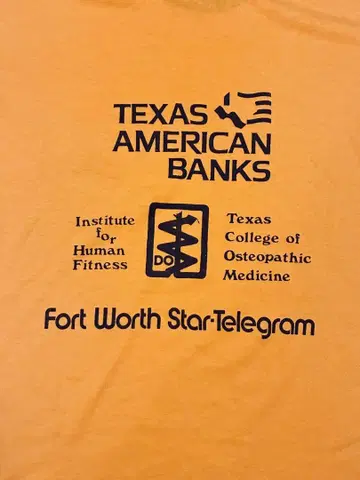 TEXAS
AMERICAN
BANKS
Institute
for
Human
Fitness
DO
Texas
College of
Osteopathic
Medicine
Fort Worth Star-Telegram